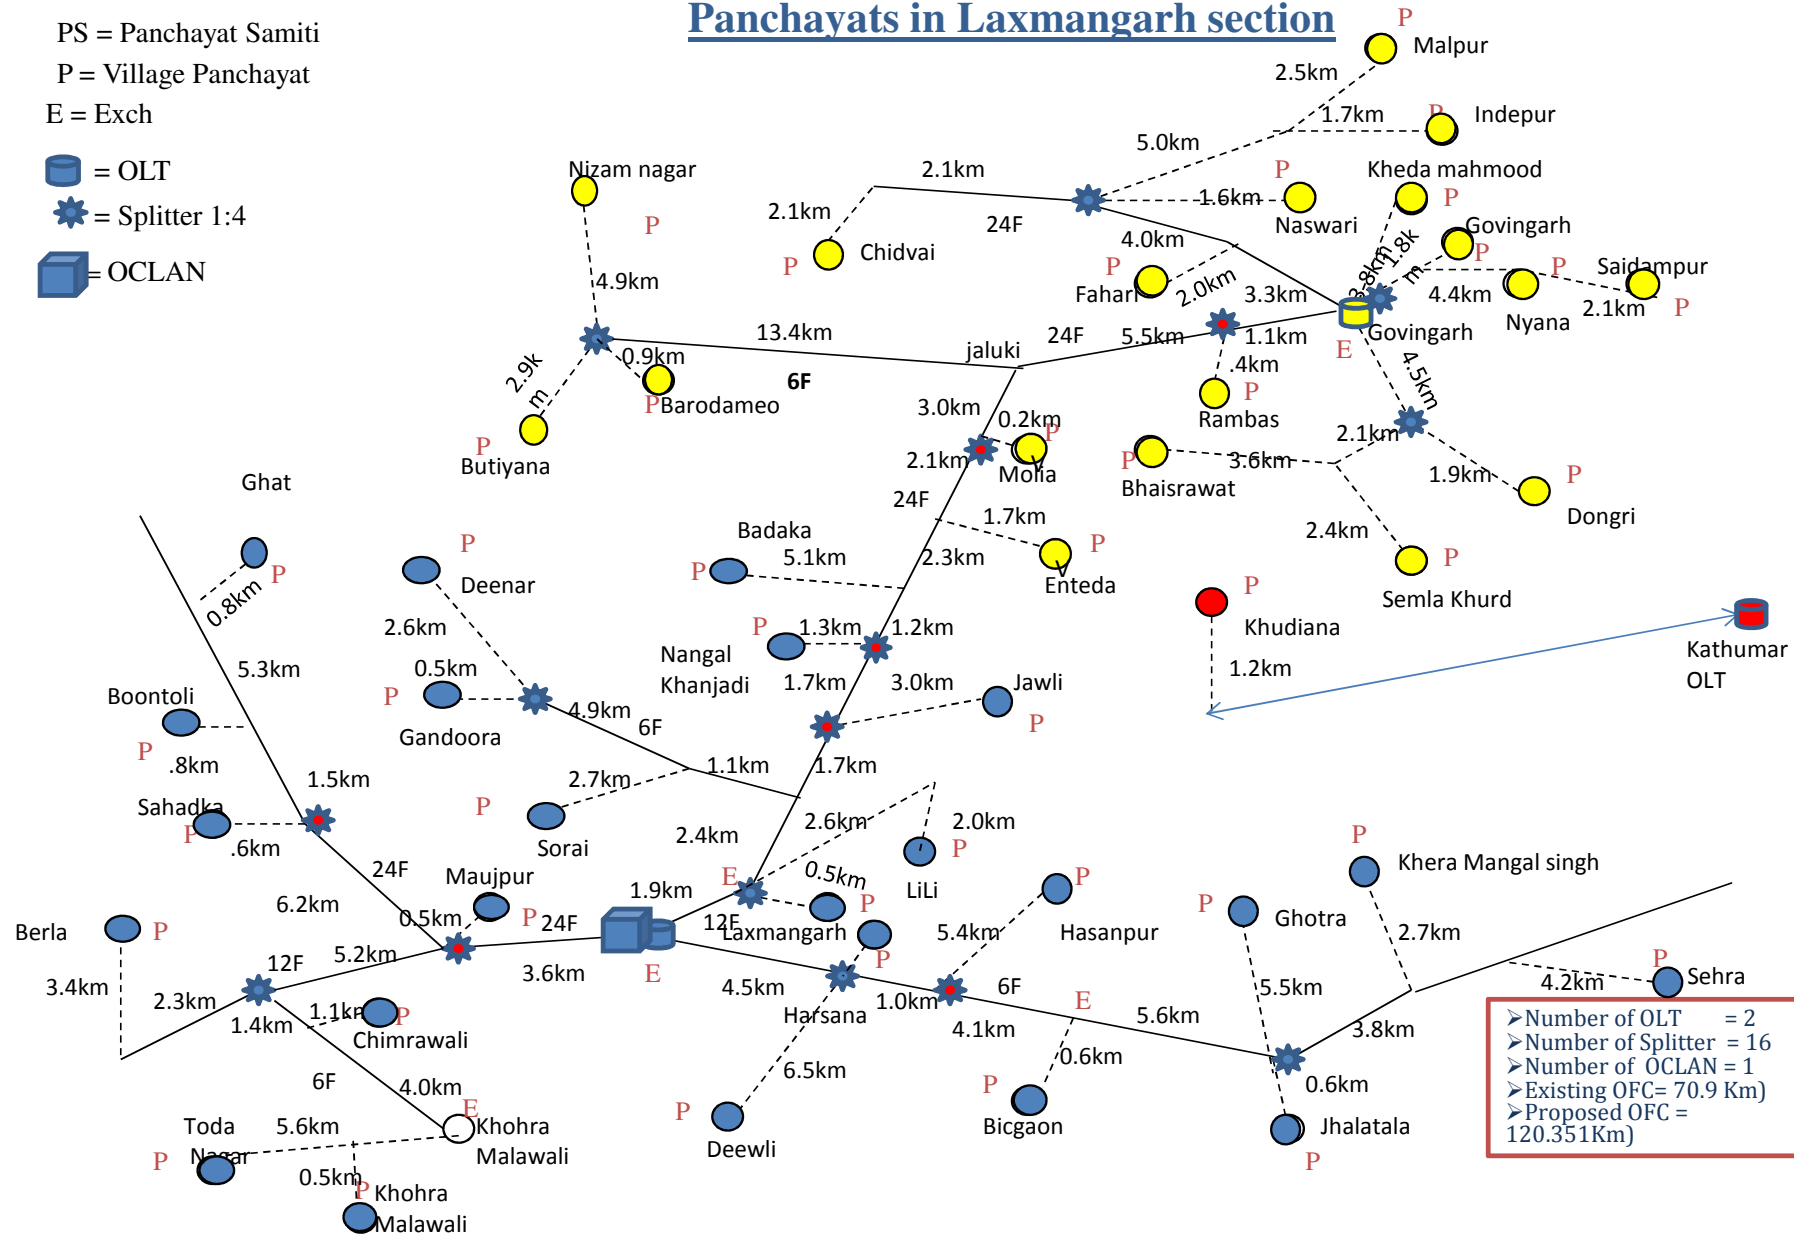 Panchayats in Laxmangarh section
PS = Panchayat Samiti
P = Village Panchayat
E = Exch
= OLT
= Splitter 1:4
= OCLAN
P
Malpur
2.5km
P
1.7km
Indepur
5.0km
Nizam nagar
P
2.1km
P
Kheda mahmood
P
1.6km
Naswari
2.1km
24F
Chidvai
P
4.0km
P
Fahari
2.0km
3.3km
3.8km
1.8k
m
Govingarh
P
P
Saidampur
4.4km
Nyana
2.1km
P
4.9km
13.4km
6F
jaluki
24F
5.5km
1.1km
Govingarh
E
0.9km
2.9k
m
P
Barodameo
.4km
P
Rambas
4.5km
P
Butiyana
3.0km
0.2km
P
2.1km
Molia
V
2.1km
P
3.6km
Bhaisrawat
1.9km
P
Dongri
2.4km
P
Semla Khurd
24F
1.7km
P
2.3km
V
Enteda
Ghat
P
0.8km
P
Deenar
Badaka
5.1km
P
2.6km
P
Khudiana
1.2km
Kathumar
OLT
P
1.3km
1.2km
Nangal
Khanjadi
1.7km
3.0km
Jawli
P
5.3km
0.5km
P
Gandoora
4.9km
6F
Boontoli
P
.8km
1.5km
2.7km
1.1km
1.7km
P
Sorai
Sahadka
P
.6km
24F
2.4km
2.6km
2.0km
P
LiLi
Maujpur
6.2km
0.5km
P
24F
1.9km
E
12F
0.5km
P
Laxmangarh
P
P
5.4km
Hasanpur
P
Khera Mangal singh
P
Ghotra
2.7km
Berla
P
3.4km
5.2km
12F
2.3km
3.6km
E
4.5km
Harsana
1.0km
6F
4.1km
E
5.6km
5.5km
3.8km
P
4.2km
Sehra
1.4km
1.1km
P
Chimrawali
6F
4.0km
E
Khohra
Malawali
6.5km
P
Deewli
0.6km
P
Bicgaon
0.6km
Jhalatala
P
Toda
Nagar
P
5.6km
0.5km
P
Khohra
Malawali
➢Number of OLT = 2
➢Number of Splitter = 16
➢Number of OCLAN = 1
➢Existing OFC= 70.9 Km)
➢Proposed OFC =
120.351Km)